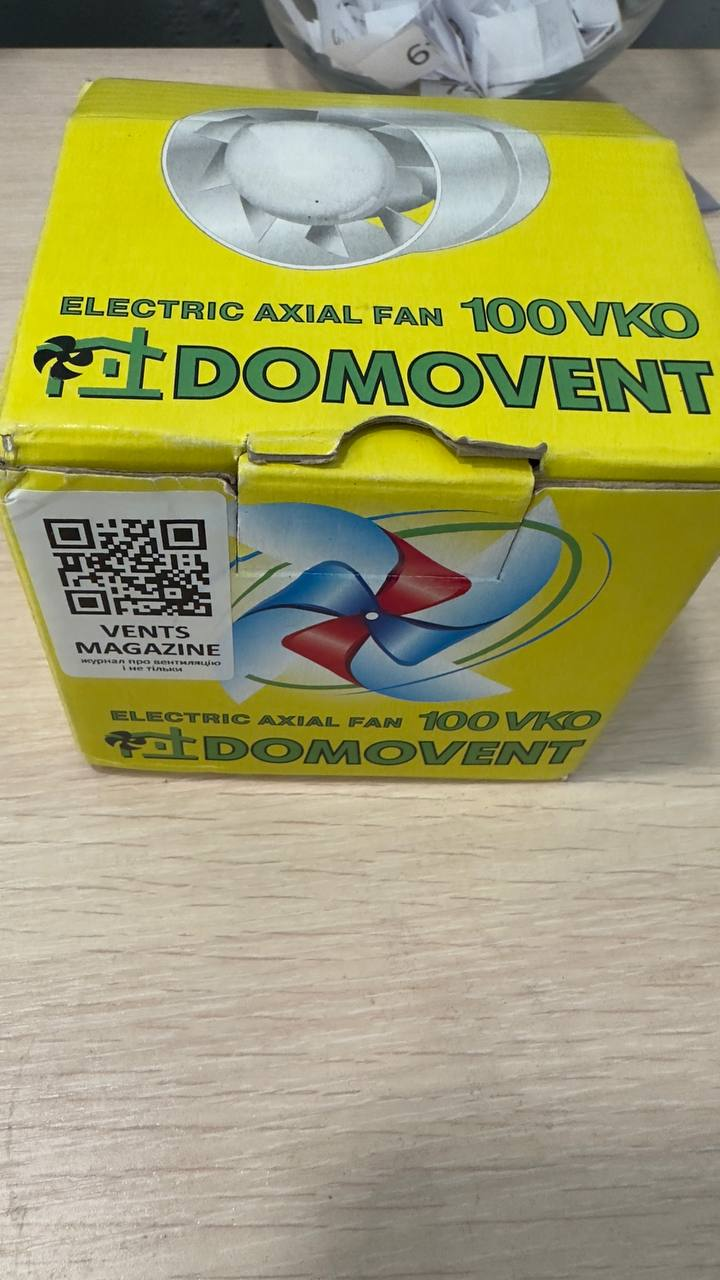 6.
ELECTRIC AXIAL FAN 100 VKO
DOMOVENT
VENTS
MAGAZINE
журнал про вентиляцію
і не тільки
ELECTRIC AXIAL FAN 100 VKO
DOMOVENT